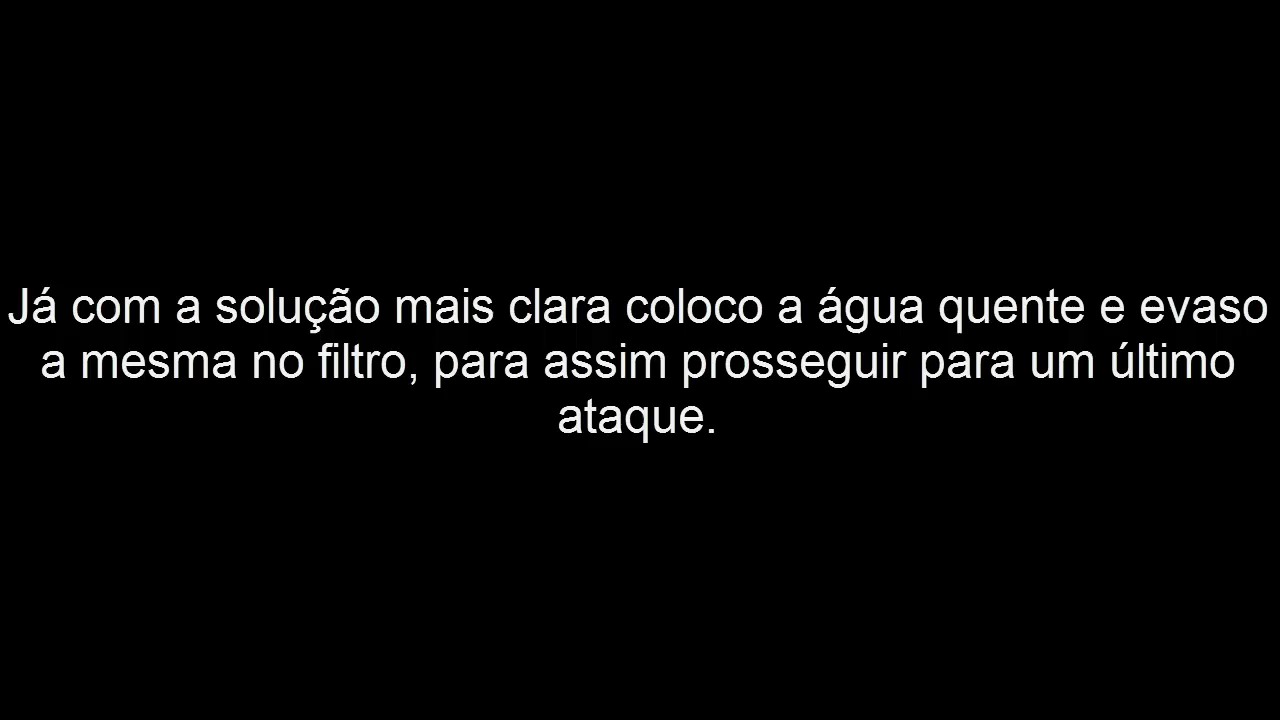 Já com a solução mais clara coloco a água quente e evaso
a mesma no filtro, para assim prosseguir para um último
ataque.